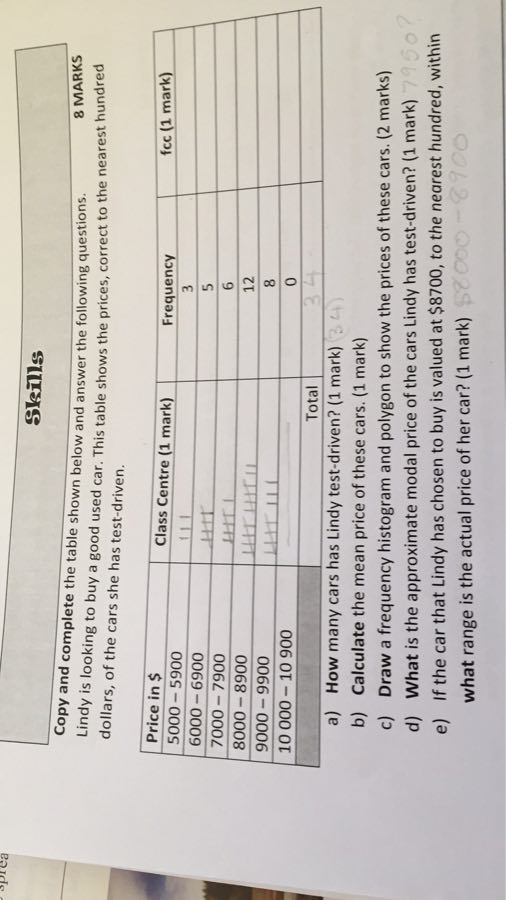 sprea
Skills
Copy and complete the table shown below and answer the following questions. 8 MARKS
Lindy is looking to buy a good used car. This table shows the prices, correct to the nearest hundred
dollars, of the cars she has test-driven.
Price in $ Class Centre (1 mark) Frequency fcc (1 mark)
5000 – 5900 3
6000 – 6900 5
7000 – 7900 6
8000 – 8900 12
9000 – 9900 8
10 000 – 10 900 0
Total 34
a) How many cars has Lindy test-driven? (1 mark) (34)
b) Calculate the mean price of these cars. (1 mark)
c) Draw a frequency histogram and polygon to show the prices of these cars. (2 marks)
d) What is the approximate modal price of the cars Lindy has test-driven? (1 mark) 7950?
e) If the car that Lindy has chosen to buy is valued at $8700, to the nearest hundred, within
what range is the actual price of her car? (1 mark) $8000-8900